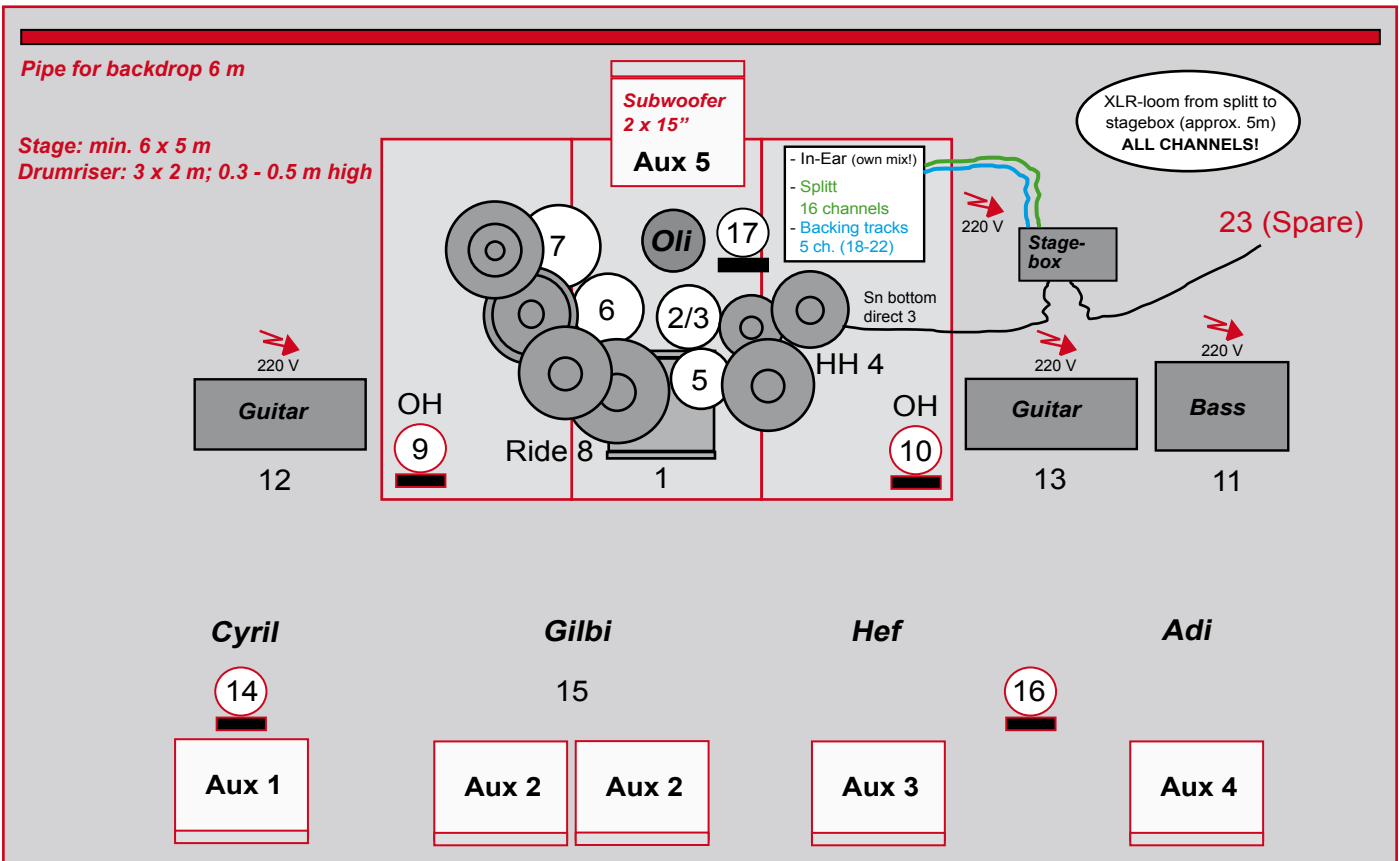 Pipe for backdrop 6 m
Stage: min. 6 x 5 m
Drumriser: 3 x 2 m; 0.3 - 0.5 m high
Subwoofer
2 x 15”
Aux 5
- In-Ear (own mix!)
- Splitt
16 channels
- Backing tracks
5 ch. (18-22)
XLR-loom from splitt to
stagebox (approx. 5m)
ALL CHANNELS!
220 V
Stage-
box
23 (Spare)
7
Oli
17
6
2/3
5
HH 4
Sn bottom
direct 3
220 V
Guitar
12
OH
9
Ride 8
1
OH
10
220 V
Guitar
13
220 V
Bass
11
Cyril
Gilbi
Hef
Adi
14
15
16
Aux 1
Aux 2
Aux 2
Aux 3
Aux 4